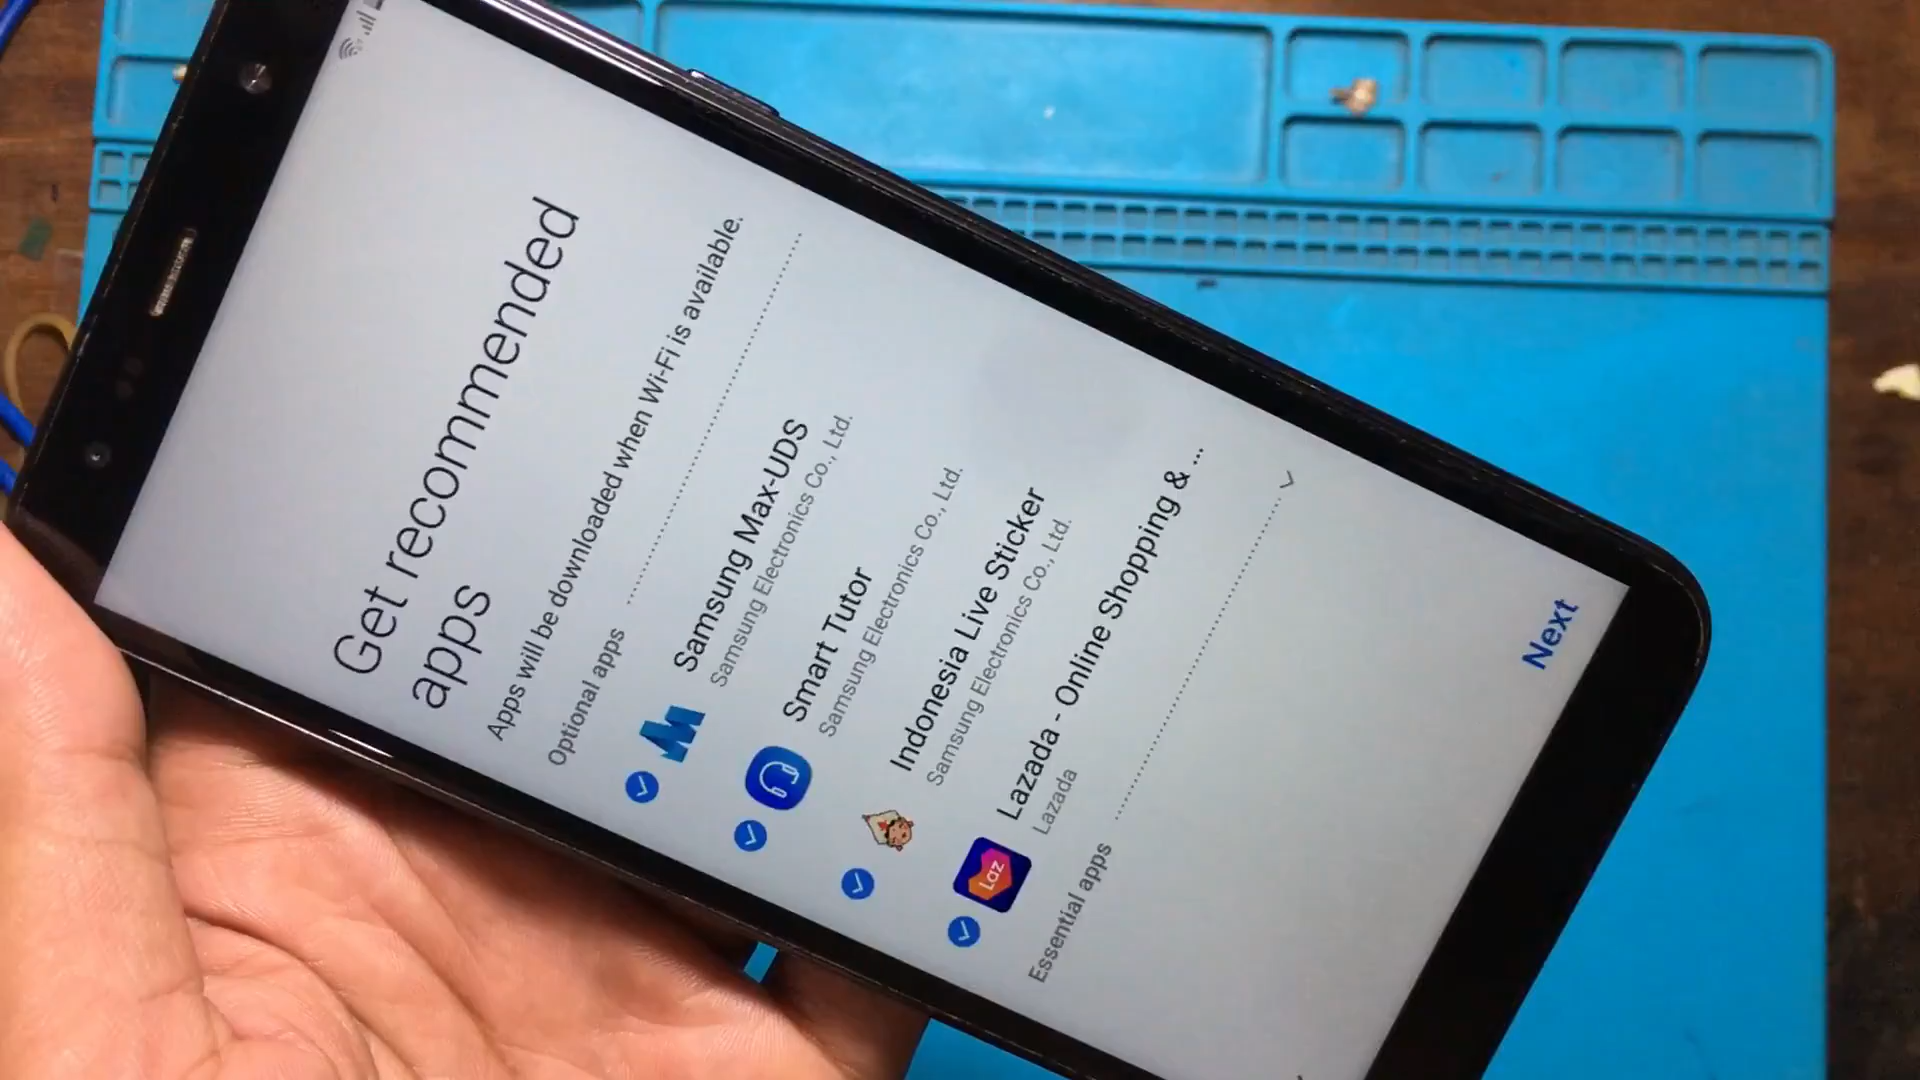 Get recommended
apps
Apps will be downloaded when Wi-Fi is available.
Optional apps
Samsung Max-UDS
Samsung Electronics Co., Ltd.
Smart Tutor
Samsung Electronics Co., Ltd.
Indonesia Live Sticker
Samsung Electronics Co., Ltd.
Laz
Lazada - Online Shopping & ...
Lazada
Essential apps
Next